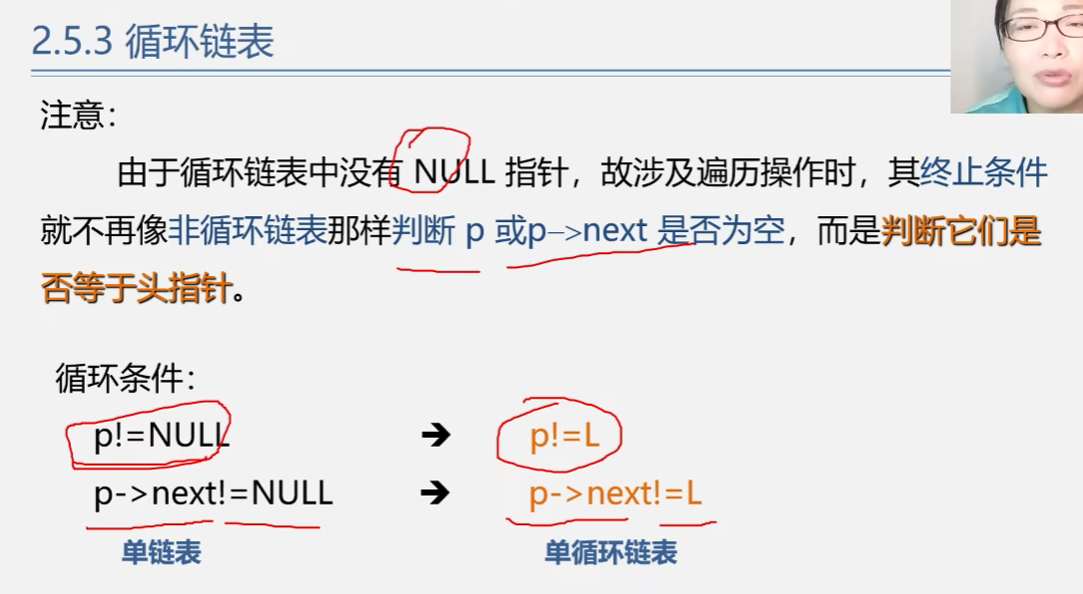 2.5.3 循环链表
注意：
由于循环链表中没有 NULL 指针，故涉及遍历操作时，其终止条件
就不再像非循环链表那样判断 p 或p—>next 是否为空，而是判断它们是
否等于头指针。
循环条件：
p!=NULL ➔ p!=L
p->next!=NULL ➔ p->next!=L
单链表 单循环链表